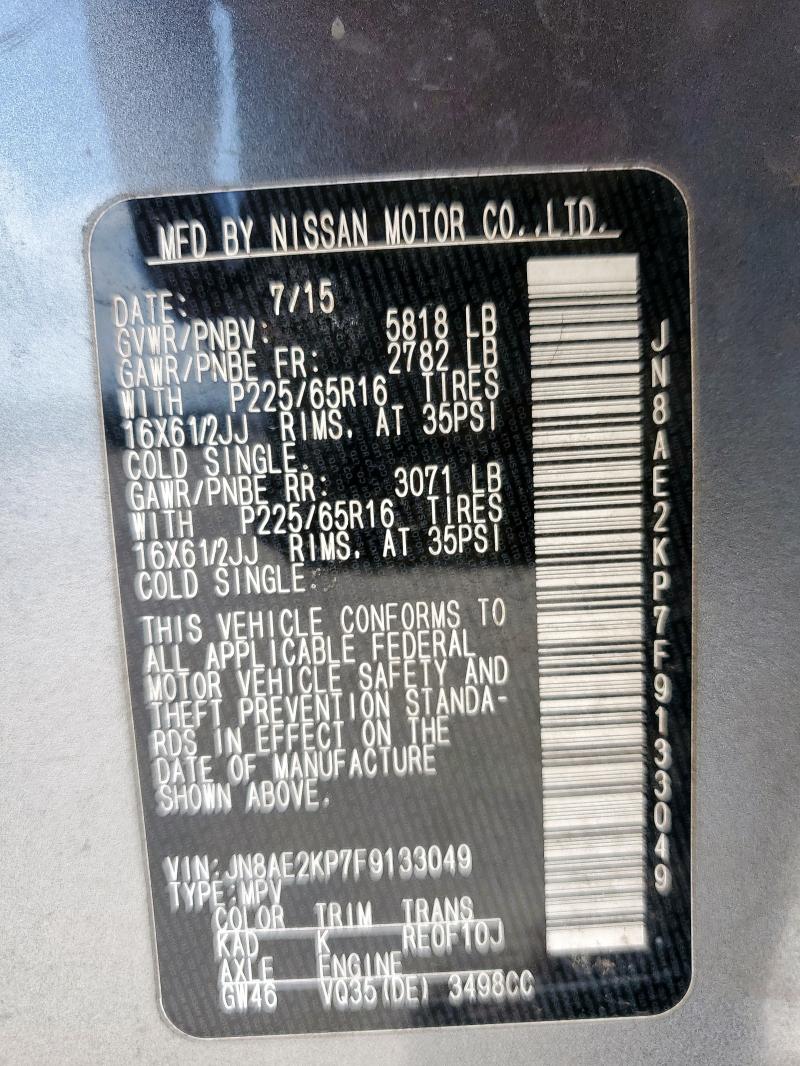 MFD BY NISSAN MOTOR CO.,LTD.
DATE: 7/15
GVWR/PNBV: 5818 LB
GAWR/PNBE FR: 2782 LB
WITH P225/65R16 TIRES
16X61/2JJ RIMS. AT 35PSI
COLD SINGLE.
GAWR/PNBE RR: 3071 LB
WITH P225/65R16 TIRES
16X61/2JJ RIMS. AT 35PSI
COLD SINGLE.
THIS VEHICLE CONFORMS TO
ALL APPLICABLE FEDERAL
MOTOR VEHICLE SAFETY AND
THEFT PREVENTION STANDA-
RDS IN EFFECT ON THE
DATE OF MANUFACTURE
SHOWN ABOVE.
VIN:JN8AE2KP7F9133049
TYPE:MPV
COLOR TRIM TRANS
KAD K RE0F10J
AXLE ENGINE
GW46 VQ35(DE) 3498CC
JN8AE2KP7F9133049